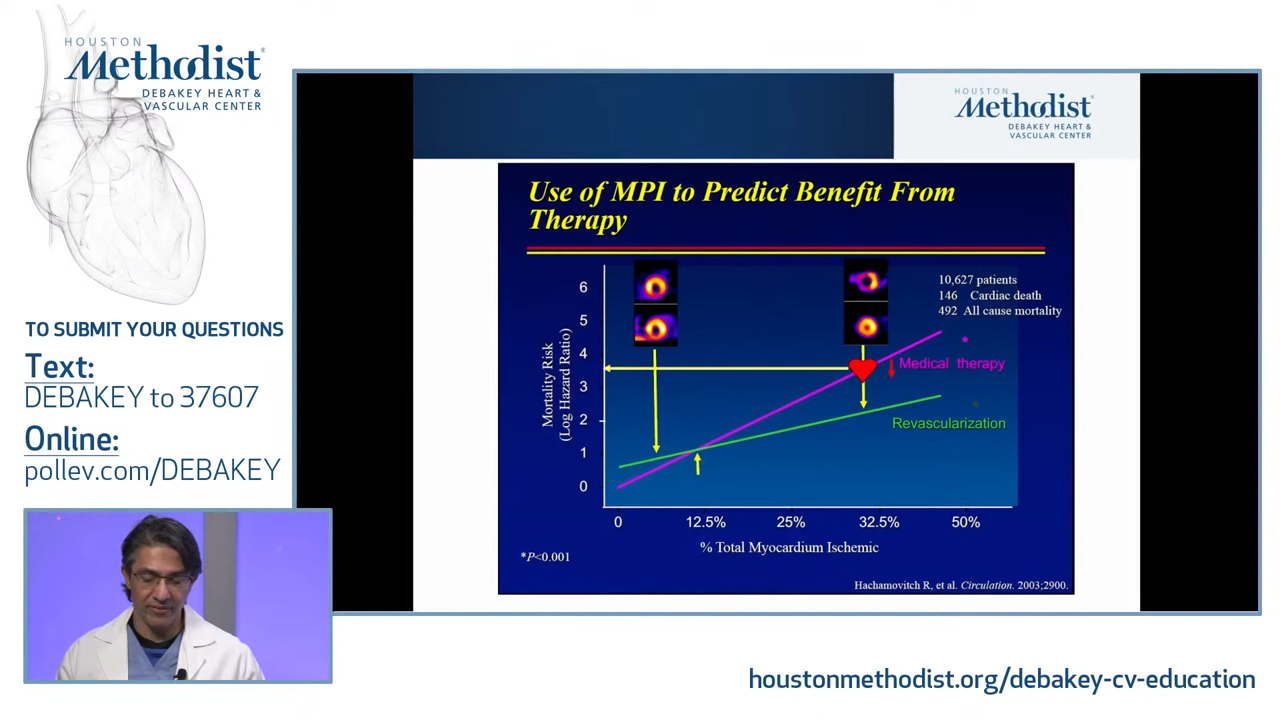 HOUSTON
Methodist®
DEBAKEY HEART &
VASCULAR CENTER
TO SUBMIT YOUR QUESTIONS
Text:
DEBAKEY to 37607
Online:
pollev.com/DEBAKEY
HOUSTON
Methodist®
DEBAKEY HEART &
VASCULAR CENTER
Use of MPI to Predict Benefit From
Therapy
10,627 patients
146 Cardiac death
492 All cause mortality
Mortality Risk
(Log Hazard Ratio)
6
5
4
3
2
1
0
*
Medical therapy
*
Revascularization
0 12.5% 25% 32.5% 50%
% Total Myocardium Ischemic
*P<0.001
Hachamovitch R, et al. Circulation. 2003;2900.
houstonmethodist.org/debakey-cv-education